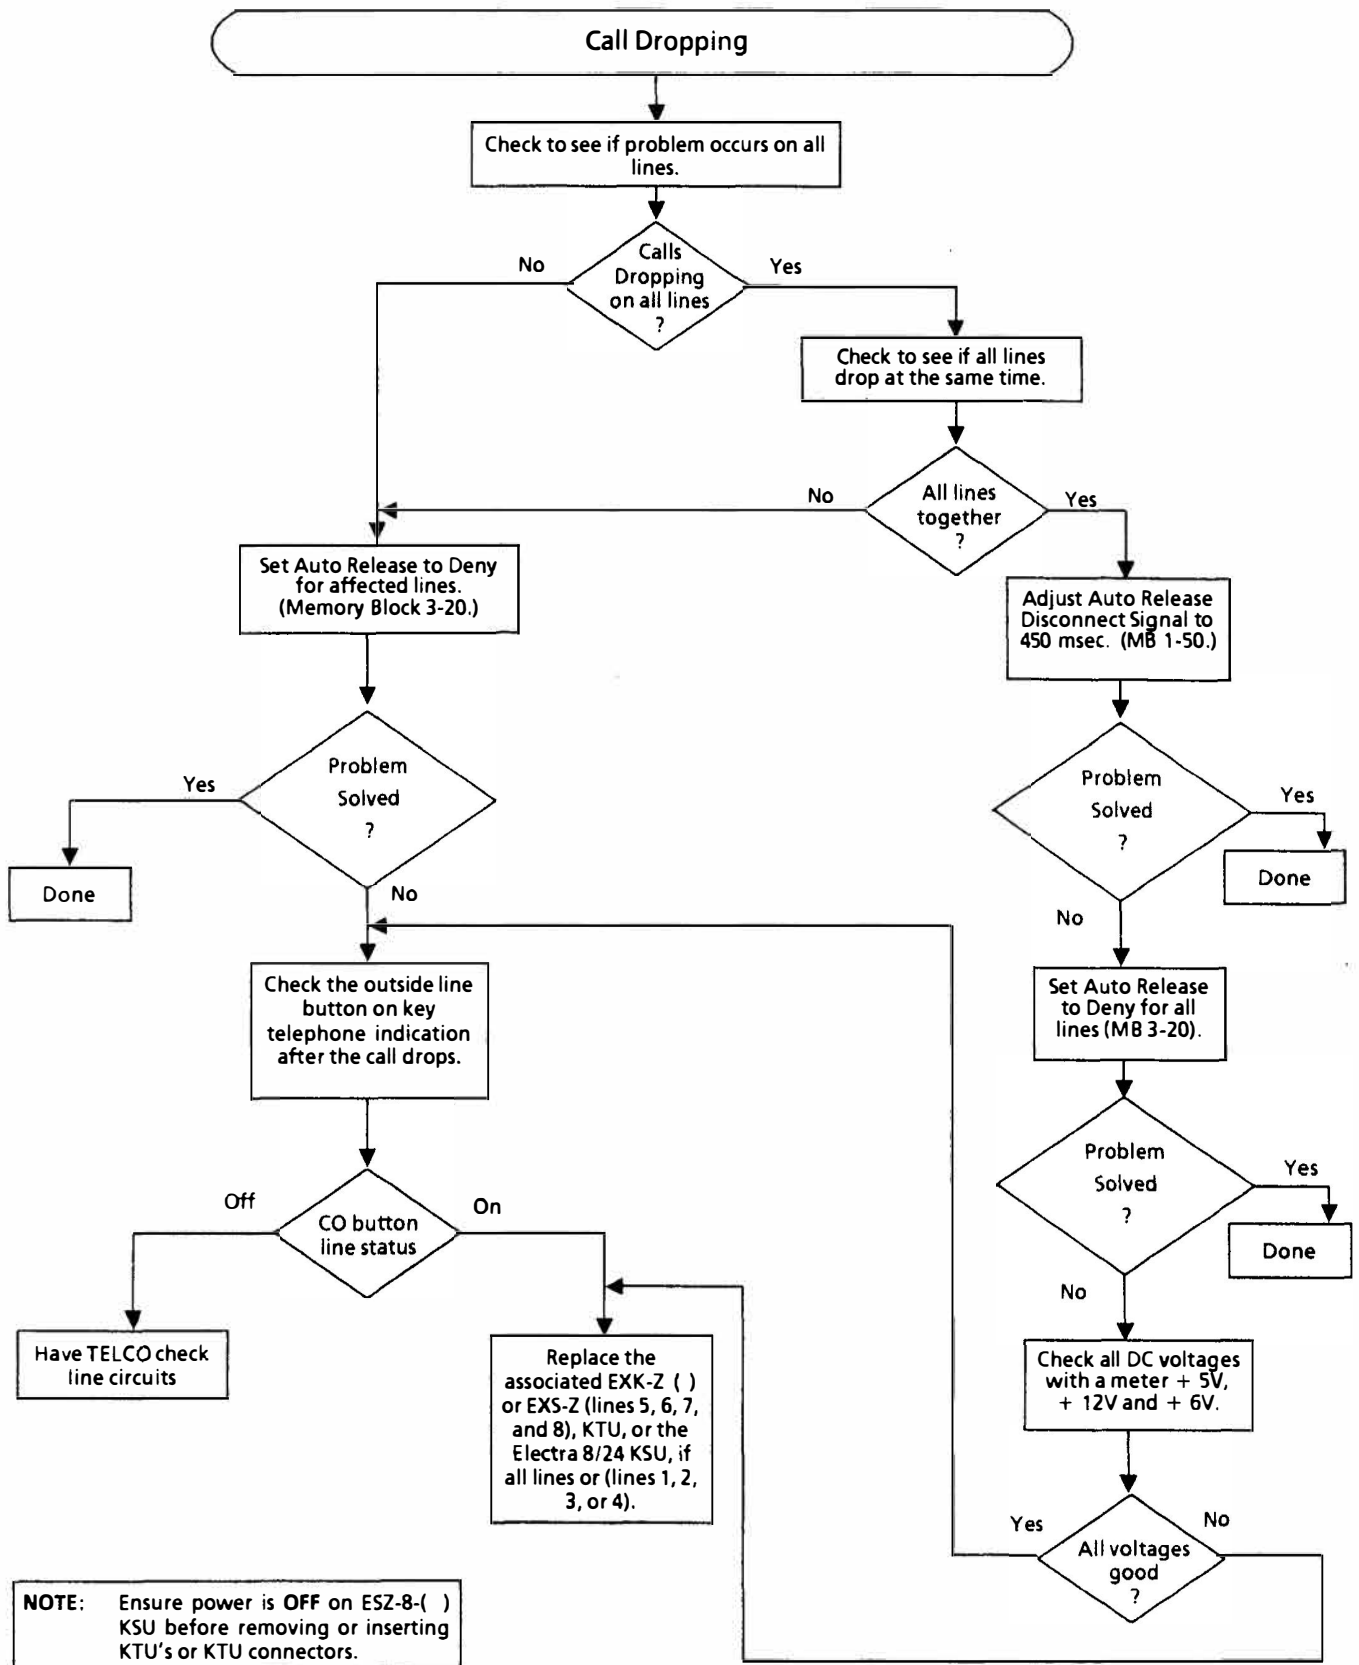 Call Dropping
Check to see if problem occurs on all
lines.
Calls
Dropping
on all lines
?
No
Yes
Check to see if all lines
drop at the same time.
All lines
together
?
No
Yes
Set Auto Release to Deny
for affected lines.
(Memory Block 3-20.)
Adjust Auto Release
Disconnect Signal to
450 msec. (MB 1-50.)
Problem
Solved
?
Yes
Done
No
Problem
Solved
?
Yes
Done
No
Check the outside line
button on key
telephone indication
after the call drops.
Set Auto Release
to Deny for all
lines (MB 3-20).
CO button
line status
Off
On
Problem
Solved
?
Yes
Done
No
Have TELCO check
line circuits
Replace the
associated EXK-Z ( )
or EXS-Z (lines 5, 6, 7,
and 8), KTU, or the
Electra 8/24 KSU, if
all lines or (lines 1, 2,
3, or 4).
Check all DC voltages
with a meter + 5V,
+ 12V and + 6V.
All voltages
good
?
Yes
No
NOTE: Ensure power is OFF on ESZ-8-( )
KSU before removing or inserting
KTU's or KTU connectors.